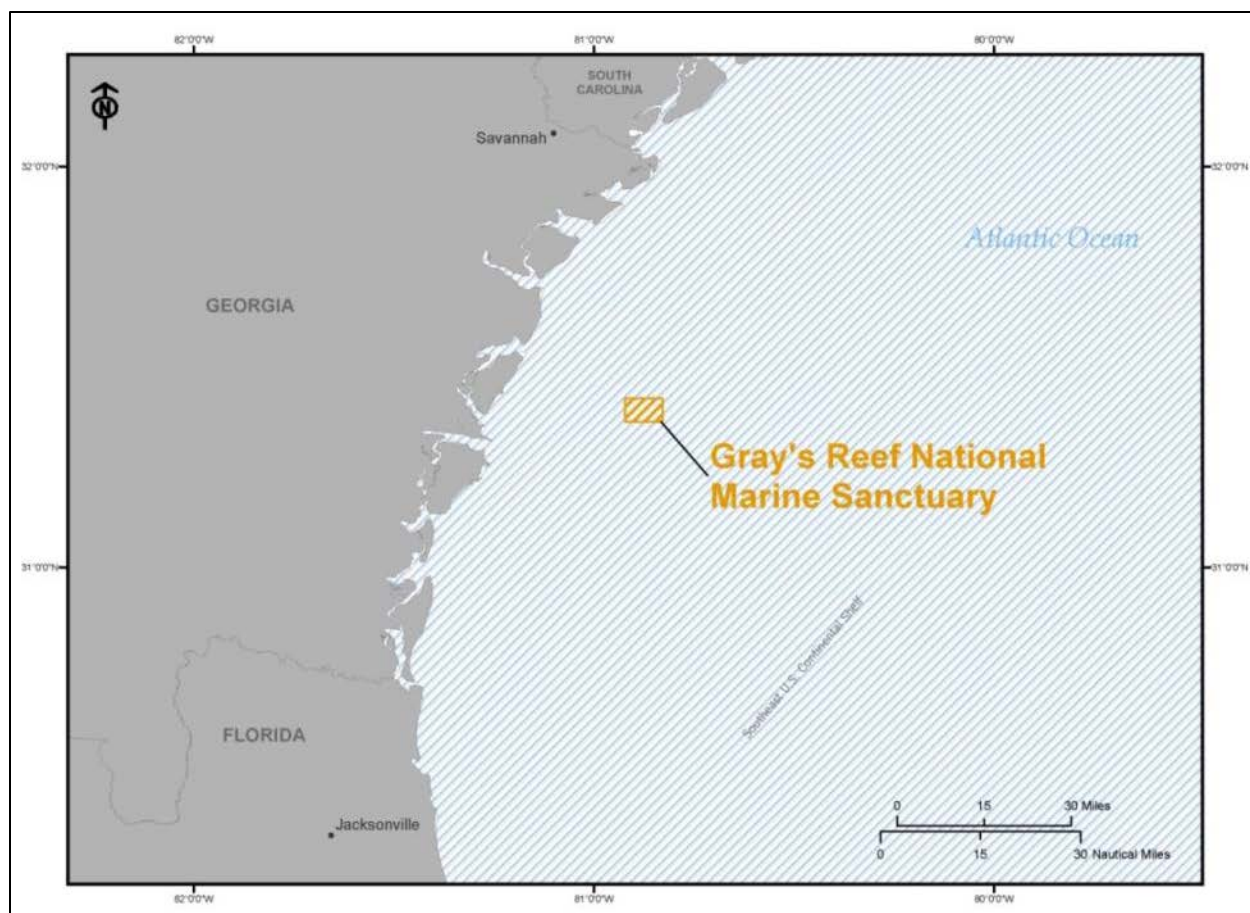 82°0'0"W 81°0'0"W 80°0'0"W
SOUTH
CAROLINA
N
Savannah
32°0'0"N 32°0'0"N
Atlantic Ocean
GEORGIA
Gray's Reef National
Marine Sanctuary
31°0'0"N 31°0'0"N
Southeast U.S. Continental Shelf
FLORIDA
0 15 30 Miles
Jacksonville
0 15 30 Nautical Miles
82°0'0"W 81°0'0"W 80°0'0"W